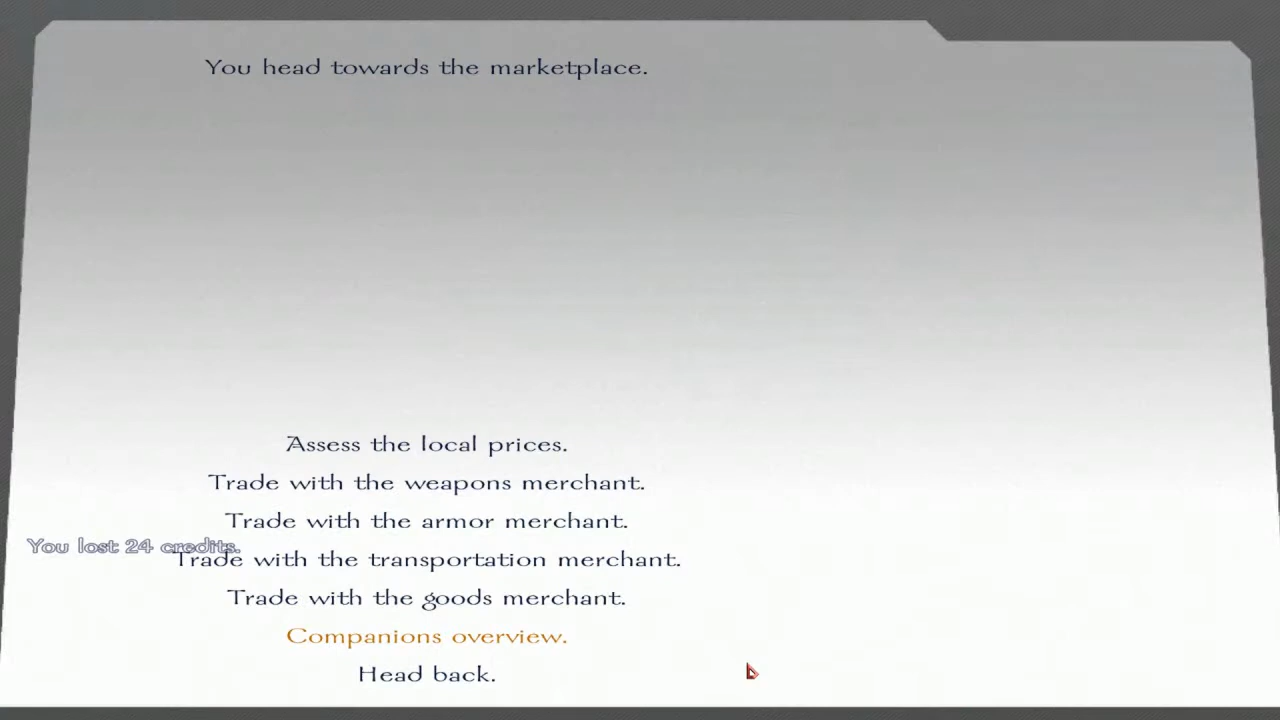 You head towards the marketplace.
Assess the local prices.
Trade with the weapons merchant.
Trade with the armor merchant.
You lost 24 credits.
Trade with the transportation merchant.
Trade with the goods merchant.
Companions overview.
Head back.